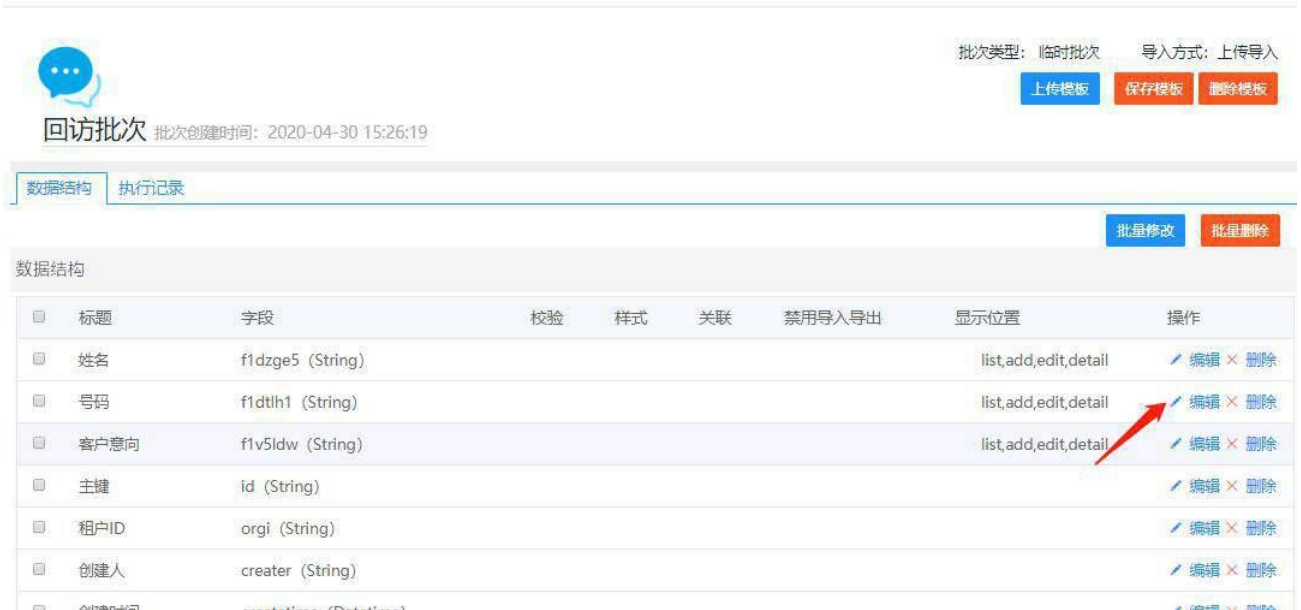 批次类型： 临时批次 导入方式：上传导入
上传模板 保存模板 删除模板
回访批次 批次创建时间：2020-04-30 15:26:19
数据结构 执行记录
批量修改 批量删除
数据结构
标题 字段 校验 样式 关联 禁用导入导出 显示位置 操作
姓名 f1dzge5（String） list,add,edit,detail 编辑 删除
号码 f1dtlh1（String） list,add,edit,detail 编辑 删除
客户意向 f1v5ldw（String） list,add,edit,detail 编辑 删除
主键 id（String） 编辑 删除
租户ID orgi（String） 编辑 删除
创建人 creater（String） 编辑 删除